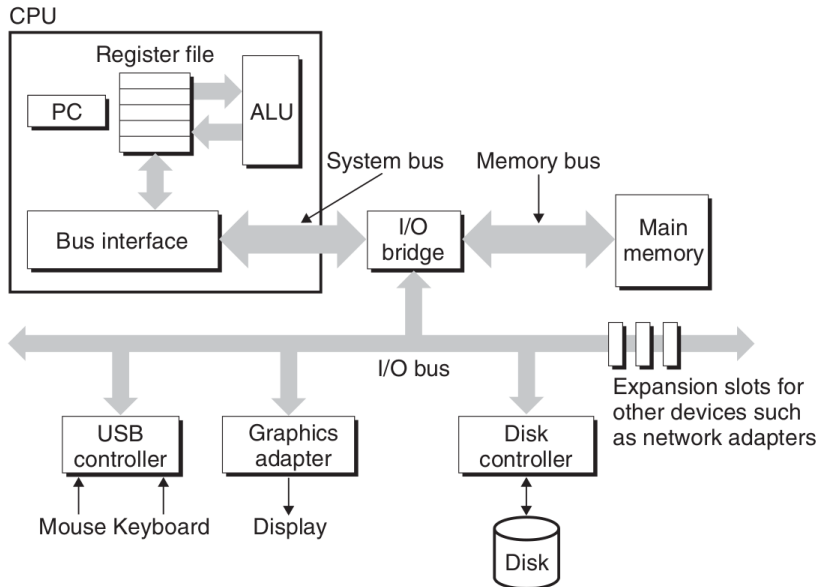 CPU
Register file
PC
ALU
System bus
Memory bus
Bus interface
I/O
bridge
Main
memory
I/O bus
Expansion slots for
other devices such
as network adapters
USB
controller
Graphics
adapter
Disk
controller
Mouse Keyboard
Display
Disk